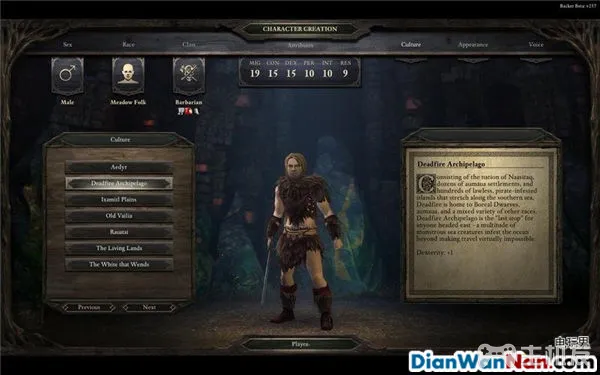 Backer Beta v257
CHARACTER CREATION
Sex
Race
Class
Attributes
Culture
Appearance
Voice
MIG CON DEX PER INT RES
19 15 15 10 10 9
Male
Meadow Folk
Barbarian
Culture
Aedyr
Deadfire Archipelago
Ixamitl Plains
Old Vailia
Rauatai
The Living Lands
The White that Wends
Previous
Next
Deadfire Archipelago
Consisting of the nation of Naasitaq,
dozens of aumaua settlements, and
hundreds of lawless, pirate-infested
islands that stretch along the southern sea.
Deadfire is home to Boreal Dwarves,
aumaua, and a mixed variety of other races.
Deadfire Archipelago is the "last stop" for
anyone headed east - a multitude of
monstrous sea creatures infest the ocean
beyond making travel virtually impossible.
Dexterity: +1
Player
电玩男
DianWanNan.com